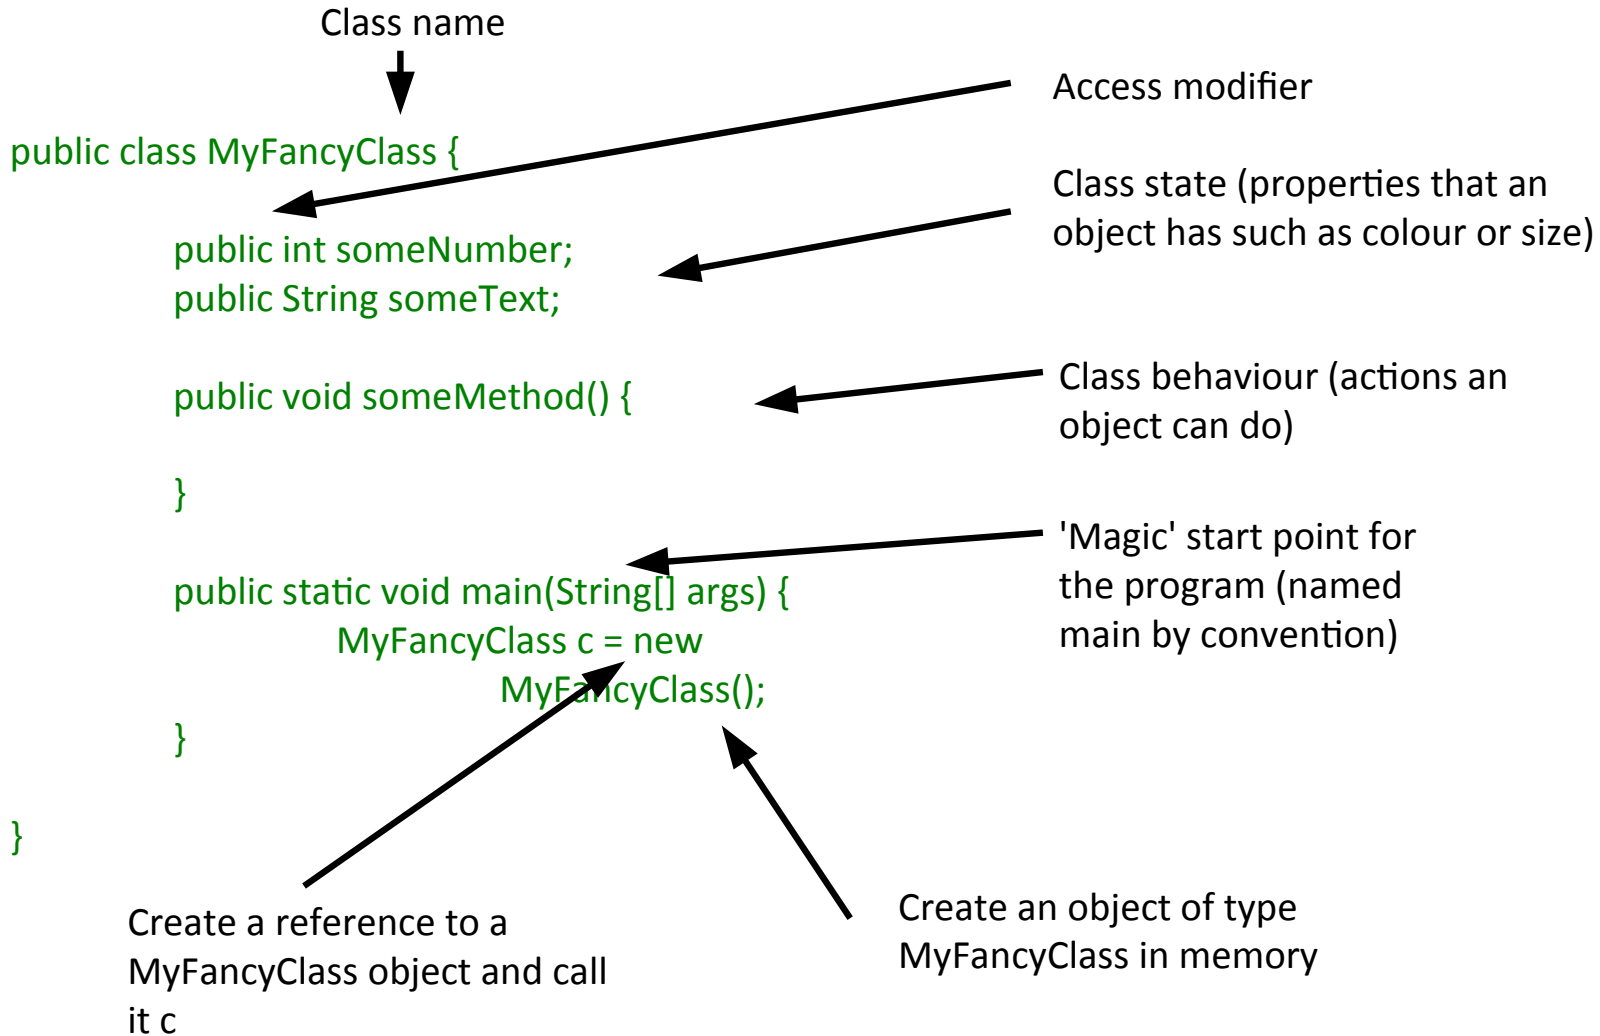 Class name
Access modifier
public class MyFancyClass {
Class state (properties that an
object has such as colour or size)
public int someNumber;
public String someText;
Class behaviour (actions an
object can do)
public void someMethod() {
}
'Magic' start point for
the program (named
main by convention)
public static void main(String[] args) {
MyFancyClass c = new
MyFancyClass();
}
}
Create a reference to a
MyFancyClass object and call
it c
Create an object of type
MyFancyClass in memory